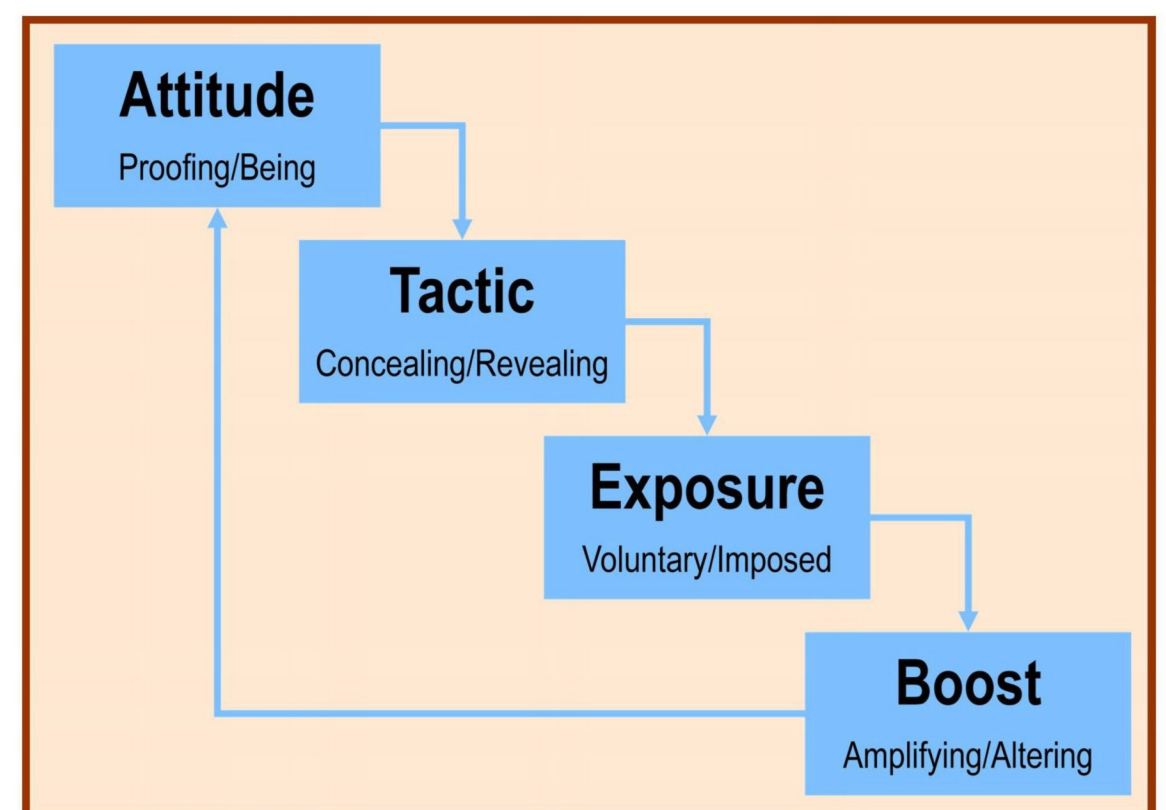 Attitude
Proofing/Being
Tactic
Concealing/Revealing
Exposure
Voluntary/Imposed
Boost
Amplifying/Altering